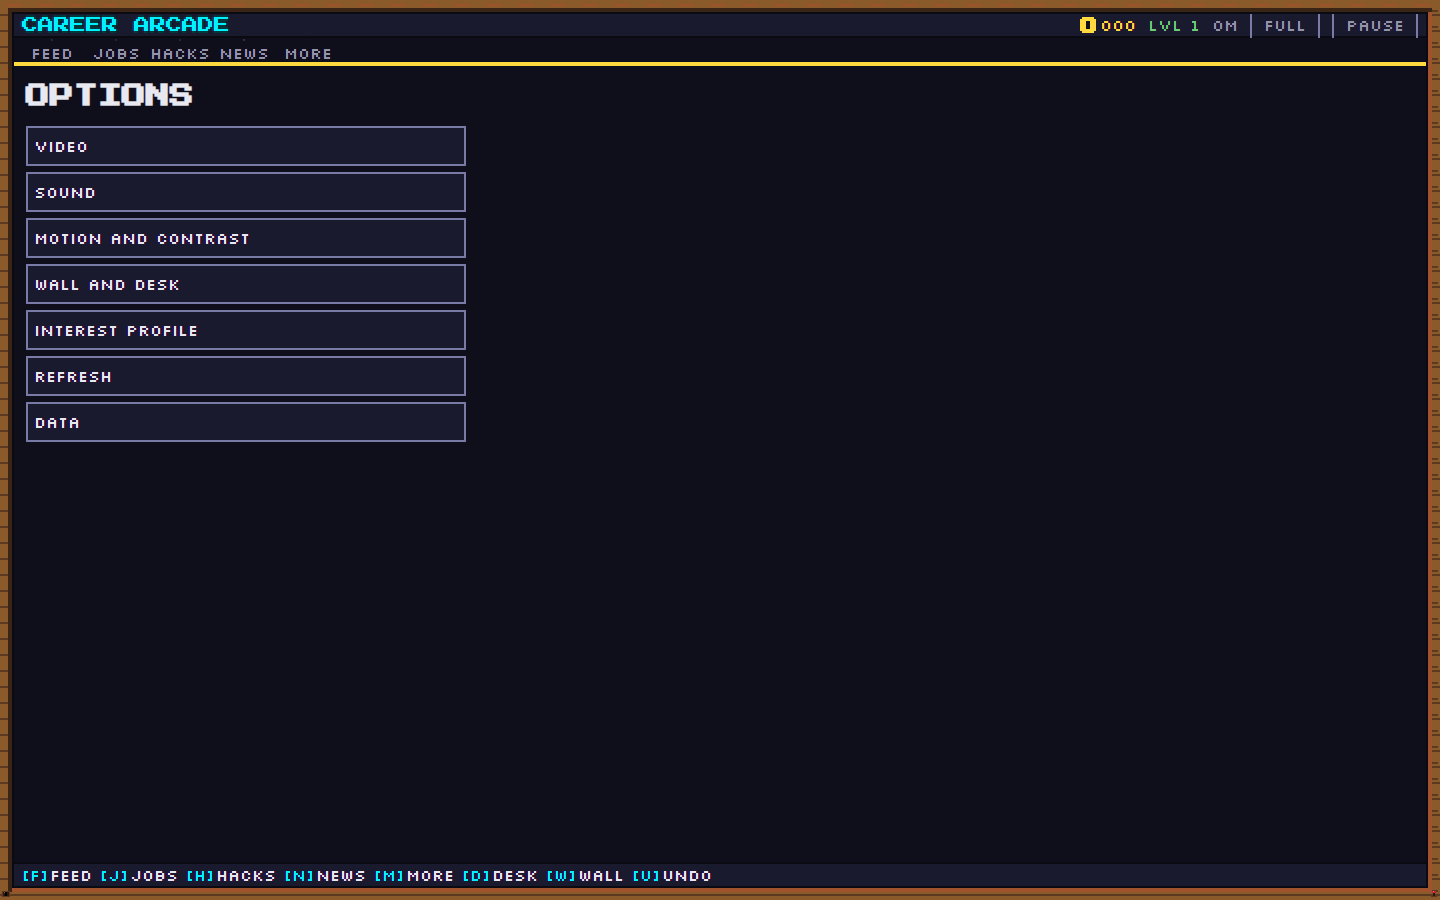 CAREER ARCADE
000 LVL 1 0M FULL PAUSE
FEED JOBS HACKS NEWS MORE
OPTIONS
VIDEO
SOUND
MOTION AND CONTRAST
WALL AND DESK
INTEREST PROFILE
REFRESH
DATA
[F]FEED [J]JOBS [H]HACKS [N]NEWS [M]MORE [D]DESK [W]WALL [U]UNDO